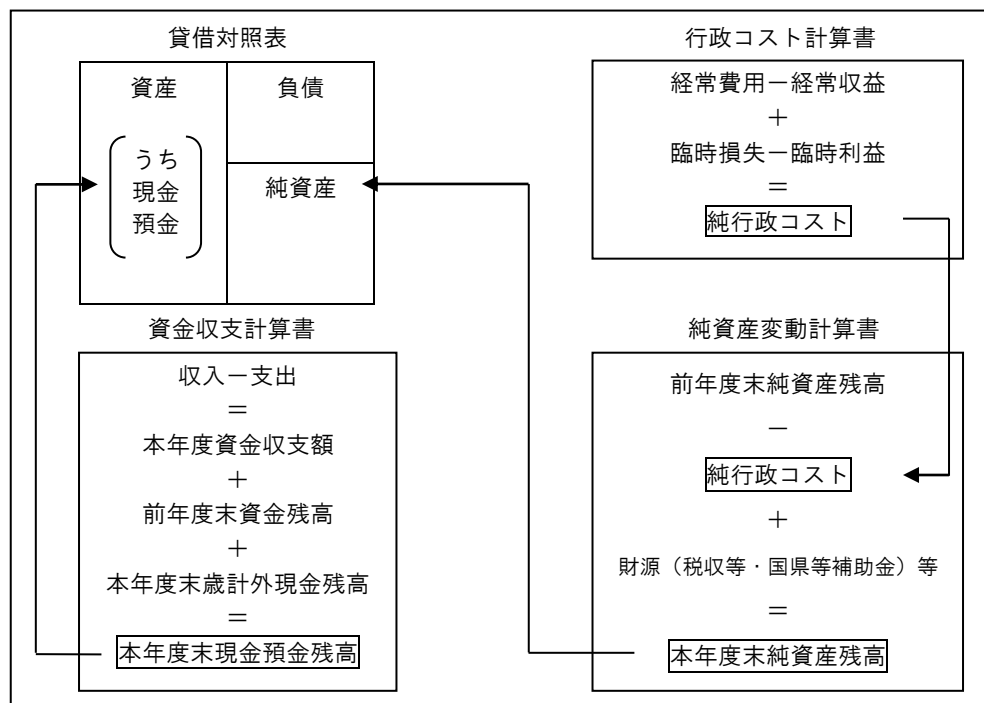 貸借対照表
資産
負債
うち
現金
預金
純資産
行政コスト計算書
経常費用－経常収益
＋
臨時損失－臨時利益
＝
純行政コスト
資金収支計算書
収入－支出
＝
本年度資金収支額
＋
前年度末資金残高
＋
本年度末歳計外現金残高
＝
本年度末現金預金残高
純資産変動計算書
前年度末純資産残高
－
純行政コスト
＋
財源（税収等・国県等補助金）等
＝
本年度末純資産残高